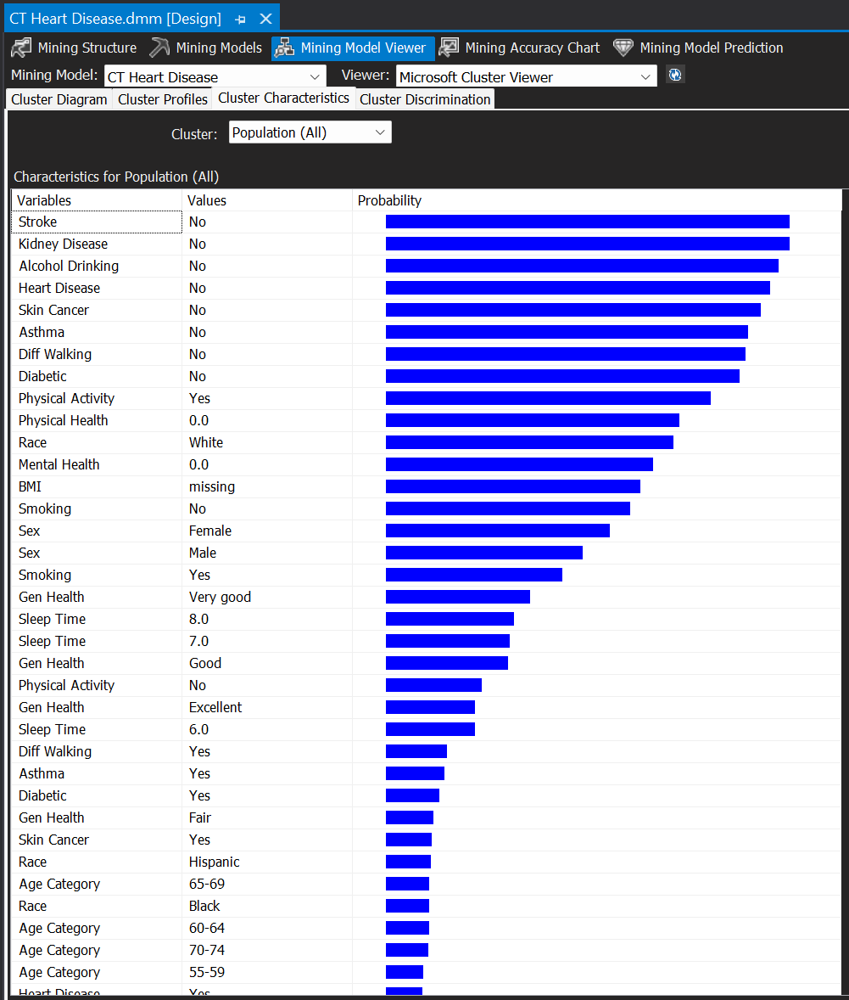 CT Heart Disease.dmm [Design]
Mining Structure Mining Models Mining Model Viewer Mining Accuracy Chart Mining Model Prediction
Mining Model: CT Heart Disease Viewer: Microsoft Cluster Viewer
Cluster Diagram Cluster Profiles Cluster Characteristics Cluster Discrimination
Cluster: Population (All)
Characteristics for Population (All)
Variables Values Probability
Stroke No
Kidney Disease No
Alcohol Drinking No
Heart Disease No
Skin Cancer No
Asthma No
Diff Walking No
Diabetic No
Physical Activity Yes
Physical Health 0.0
Race White
Mental Health 0.0
BMI missing
Smoking No
Sex Female
Sex Male
Smoking Yes
Gen Health Very good
Sleep Time 8.0
Sleep Time 7.0
Gen Health Good
Physical Activity No
Gen Health Excellent
Sleep Time 6.0
Diff Walking Yes
Asthma Yes
Diabetic Yes
Gen Health Fair
Skin Cancer Yes
Race Hispanic
Age Category 65-69
Race Black
Age Category 60-64
Age Category 70-74
Age Category 55-59
Heart Disease Yes